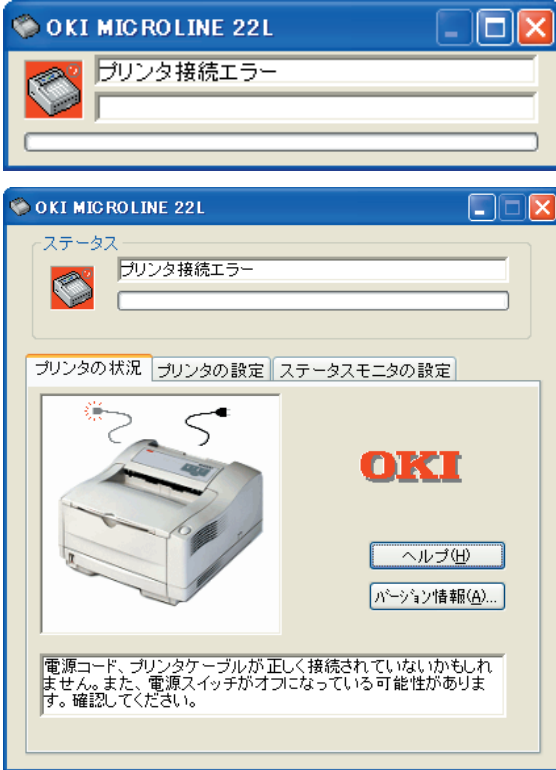 OKI MICROLINE 22L
プリンタ接続エラー
OKI MICROLINE 22L
ステータス
プリンタ接続エラー
プリンタの状況 プリンタの設定 ステータスモニタの設定
OKI
ヘルプ(H)
バージョン情報(A)...
電源コード、プリンタケーブルが正しく接続されていないかもしれ
ません。また、電源スイッチがオフになっている可能性がありま
す。確認してください。